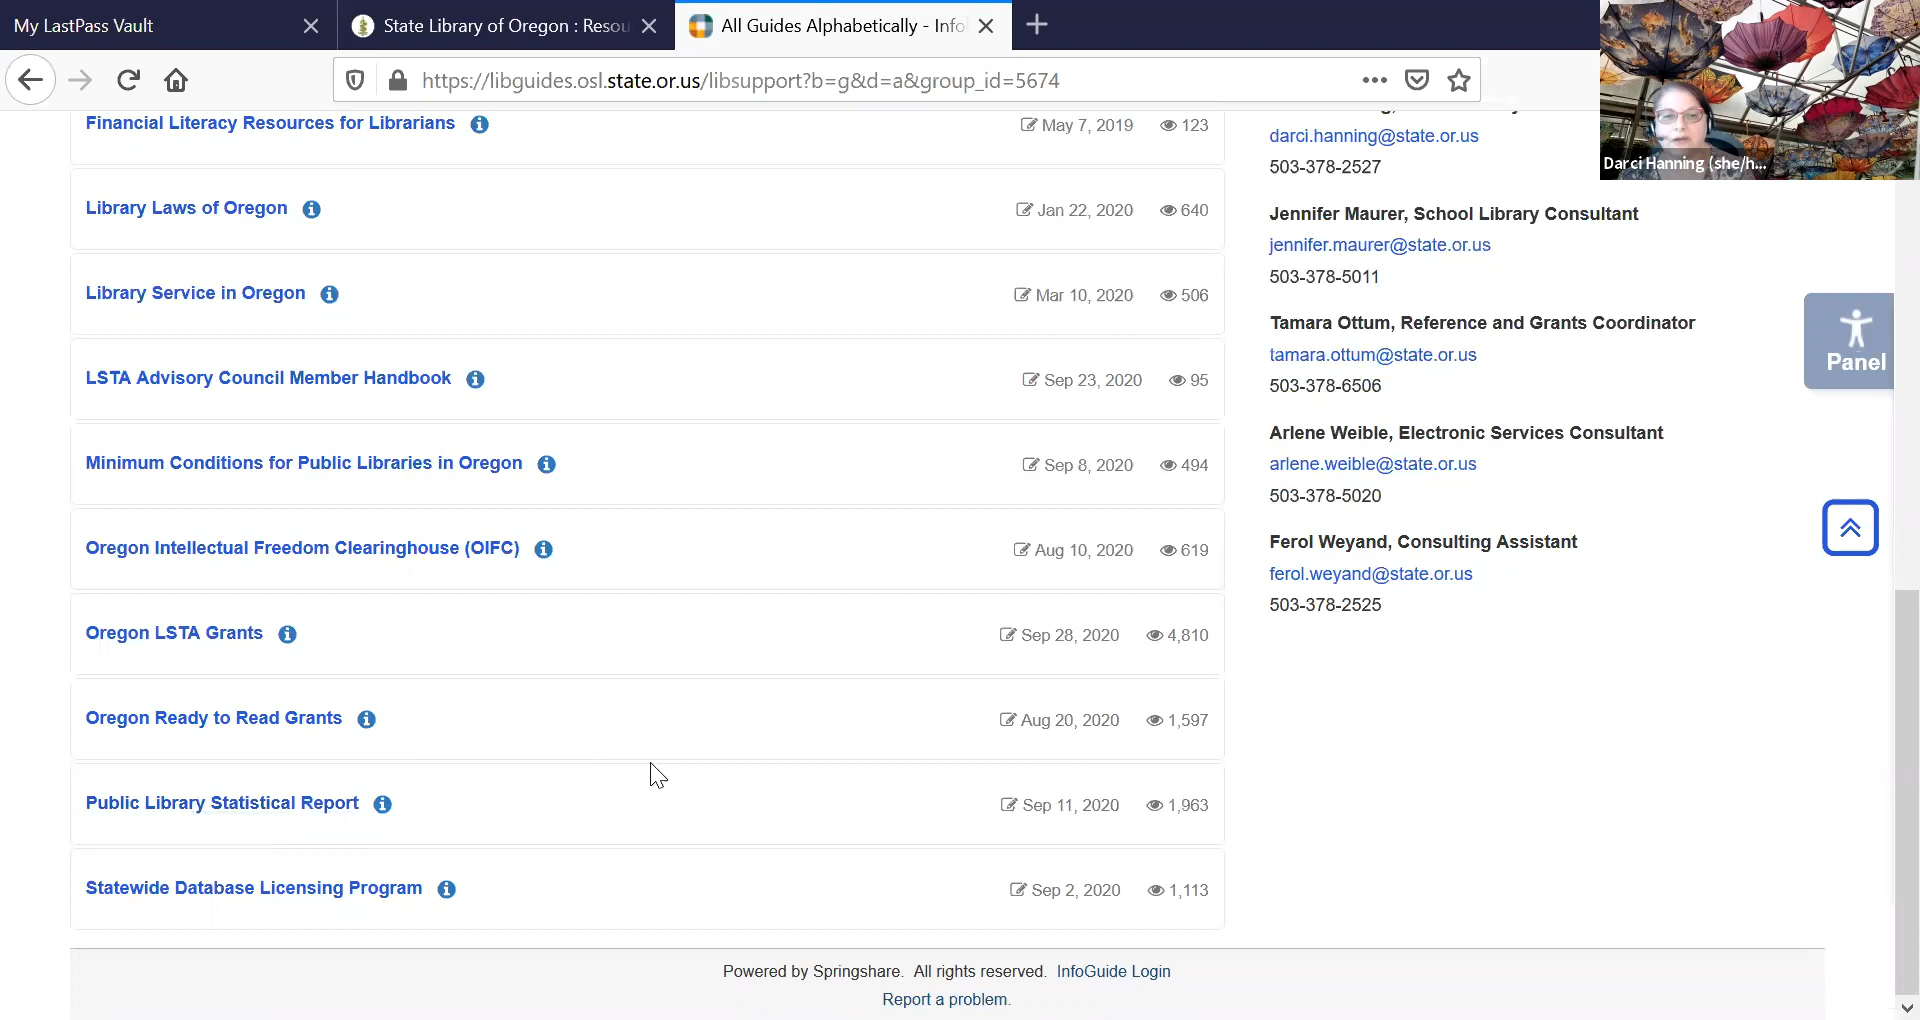 My LastPass Vault
State Library of Oregon : Resou
All Guides Alphabetically - Info
https://libguides.osl.state.or.us/libsupport?b=g&d=a&group_id=5674
Darci Hanning (she/h...
Financial Literacy Resources for Librarians
May 7, 2019 123
Library Laws of Oregon
Jan 22, 2020 640
Library Service in Oregon
Mar 10, 2020 506
LSTA Advisory Council Member Handbook
Sep 23, 2020 95
Minimum Conditions for Public Libraries in Oregon
Sep 8, 2020 494
Oregon Intellectual Freedom Clearinghouse (OIFC)
Aug 10, 2020 619
Oregon LSTA Grants
Sep 28, 2020 4,810
Oregon Ready to Read Grants
Aug 20, 2020 1,597
Public Library Statistical Report
Sep 11, 2020 1,963
Statewide Database Licensing Program
Sep 2, 2020 1,113
darci.hanning@state.or.us
503-378-2527
Jennifer Maurer, School Library Consultant
jennifer.maurer@state.or.us
503-378-5011
Tamara Ottum, Reference and Grants Coordinator
tamara.ottum@state.or.us
503-378-6506
Arlene Weible, Electronic Services Consultant
arlene.weible@state.or.us
503-378-5020
Ferol Weyand, Consulting Assistant
ferol.weyand@state.or.us
503-378-2525
Panel
Powered by Springshare. All rights reserved. InfoGuide Login
Report a problem.